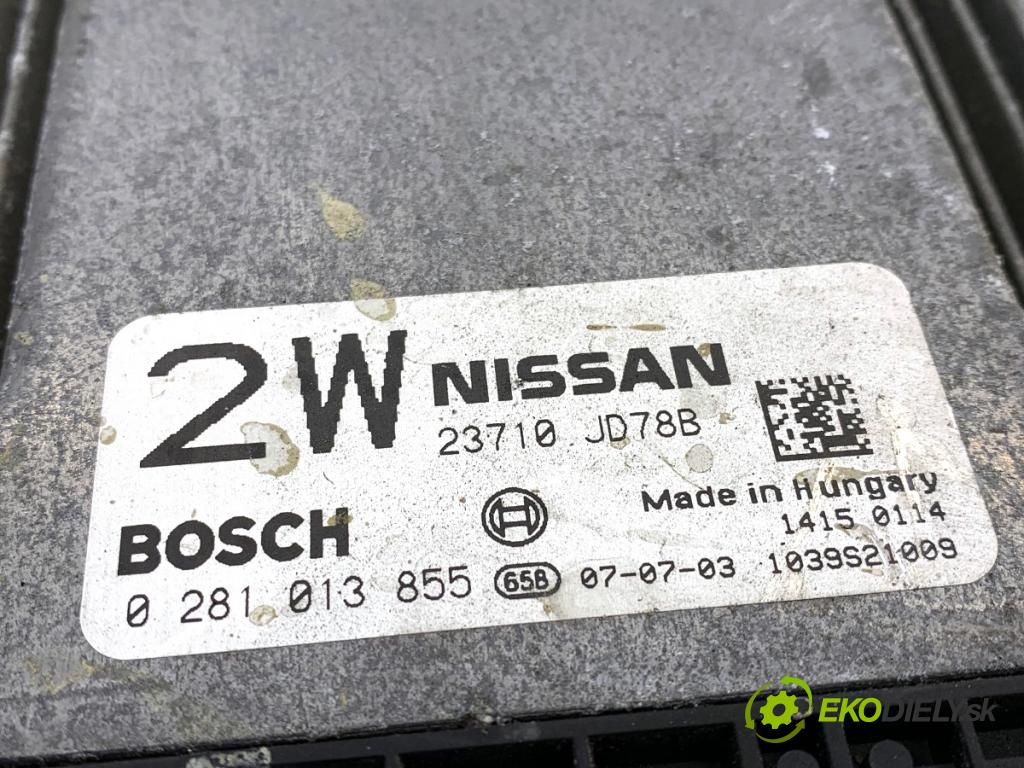 2W NISSAN
23710 JD78B
Made in Hungary
1415 0114
BOSCH
0 281 013 855 65B 07-07-03 1039S21009
EKODIELY.sk